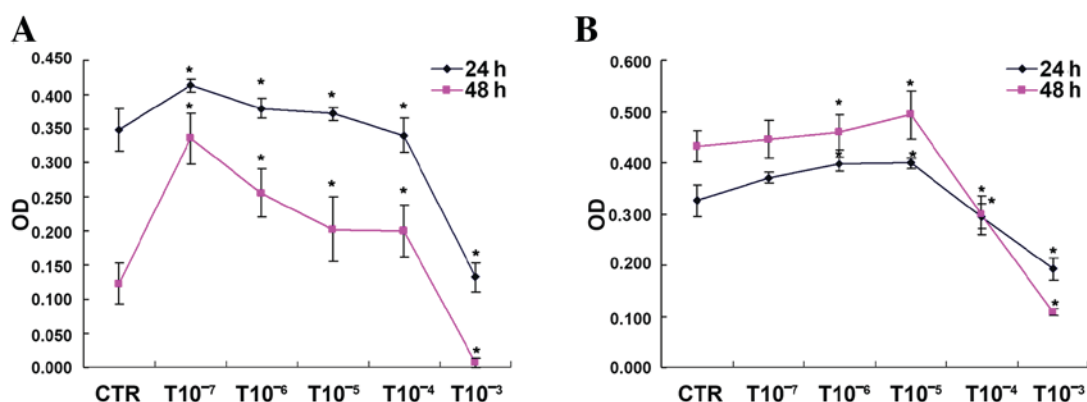 A
OD
0.450
0.400
0.350
0.300
0.250
0.200
0.150
0.100
0.050
0.000
* * * * *
* * * * *
24 h
48 h
CTR T10⁻⁷ T10⁻⁶ T10⁻⁵ T10⁻⁴ T10⁻³
B
OD
0.600
0.500
0.400
0.300
0.200
0.100
0.000
* * * *
* * * *
24 h
48 h
CTR T10⁻⁷ T10⁻⁶ T10⁻⁵ T10⁻⁴ T10⁻³